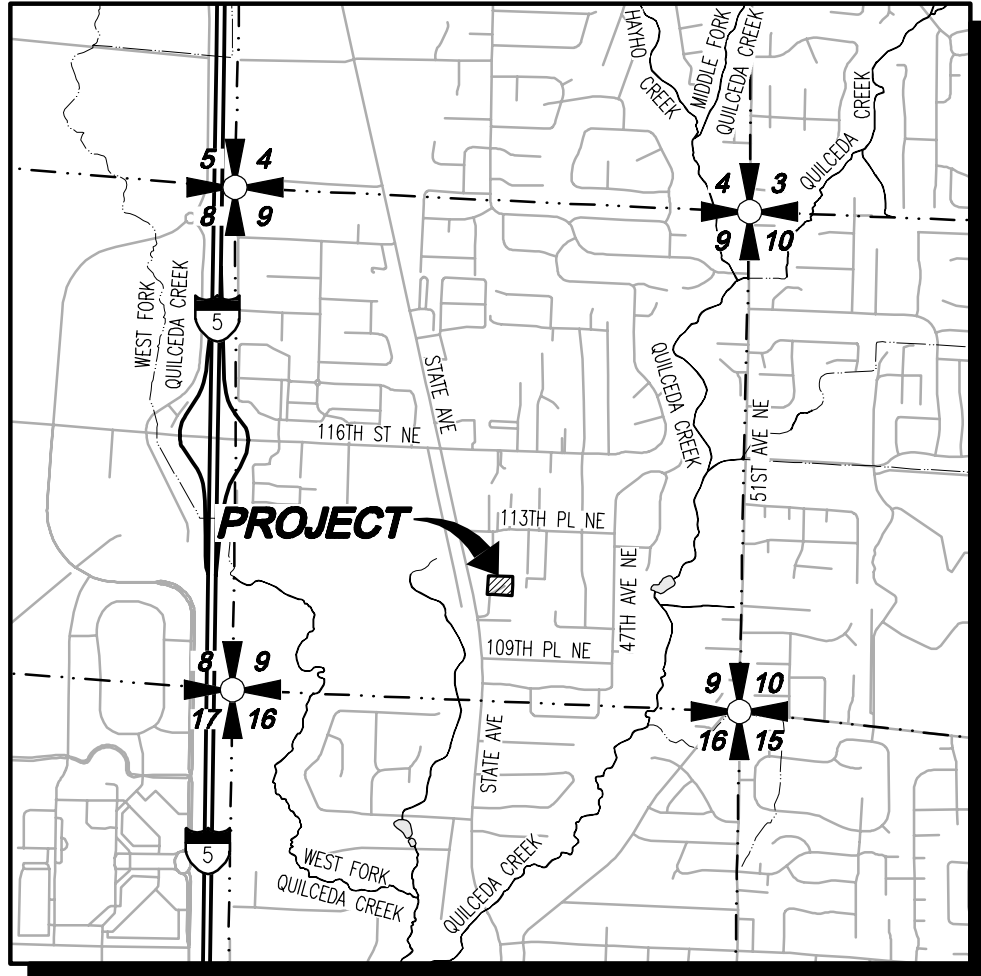 HAYHO
CREEK
MIDDLE FORK
QUILCEDA CREEK
QUILCEDA
CREEK
5 4
8 9
4 3
9 10
WEST FORK
QUILCEDA CREEK
5
STATE AVE
QUILCEDA
CREEK
116TH ST NE
51ST AVE NE
PROJECT
113TH PL NE
47TH AVE NE
109TH PL NE
8 9
17 16
9 10
16 15
STATE AVE
5
WEST FORK
QUILCEDA CREEK
QUILCEDA CREEK